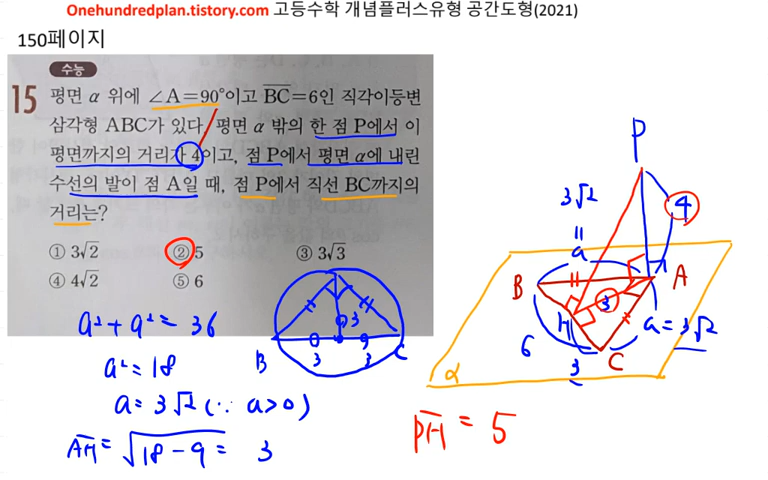 Onehundredplan.tistory.com 고등수학 개념플러스유형 공간도형(2021)
150페이지
수능
15 평면 α 위에 ∠A=90°이고 BC=6인 직각이등변
삼각형 ABC가 있다. 평면 α 밖의 한 점 P에서 이
평면까지의 거리가 4이고, 점 P에서 평면 α에 내린
수선의 발이 점 A일 때, 점 P에서 직선 BC까지의
거리는?
① 3√2 ② 5 ③ 3√3
④ 4√2 ⑤ 6
a² + a² = 36
a² = 18
a = 3√2 (∵ a>0)
AH = √18-9 = 3
B 3 3 C
3
P
3√2
=
a
4
B A
3
H
a = 3√2
6
C
3
α
PH = 5